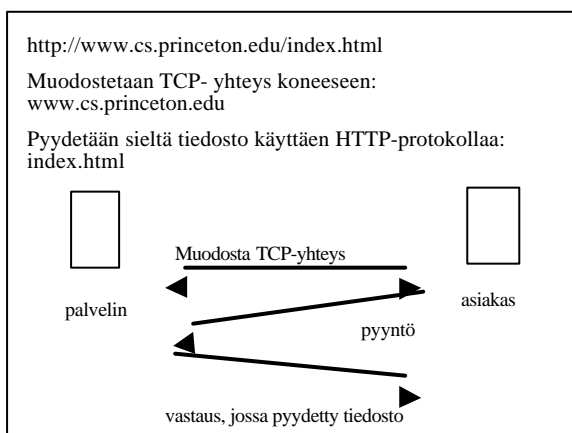 http://www.cs.princeton.edu/index.html
Muodostetaan TCP- yhteys koneeseen:
www.cs.princeton.edu
Pyydetään sieltä tiedosto käyttäen HTTP-protokollaa:
index.html
Muodosta TCP-yhteys
palvelin
asiakas
pyyntö
vastaus, jossa pyydetty tiedosto